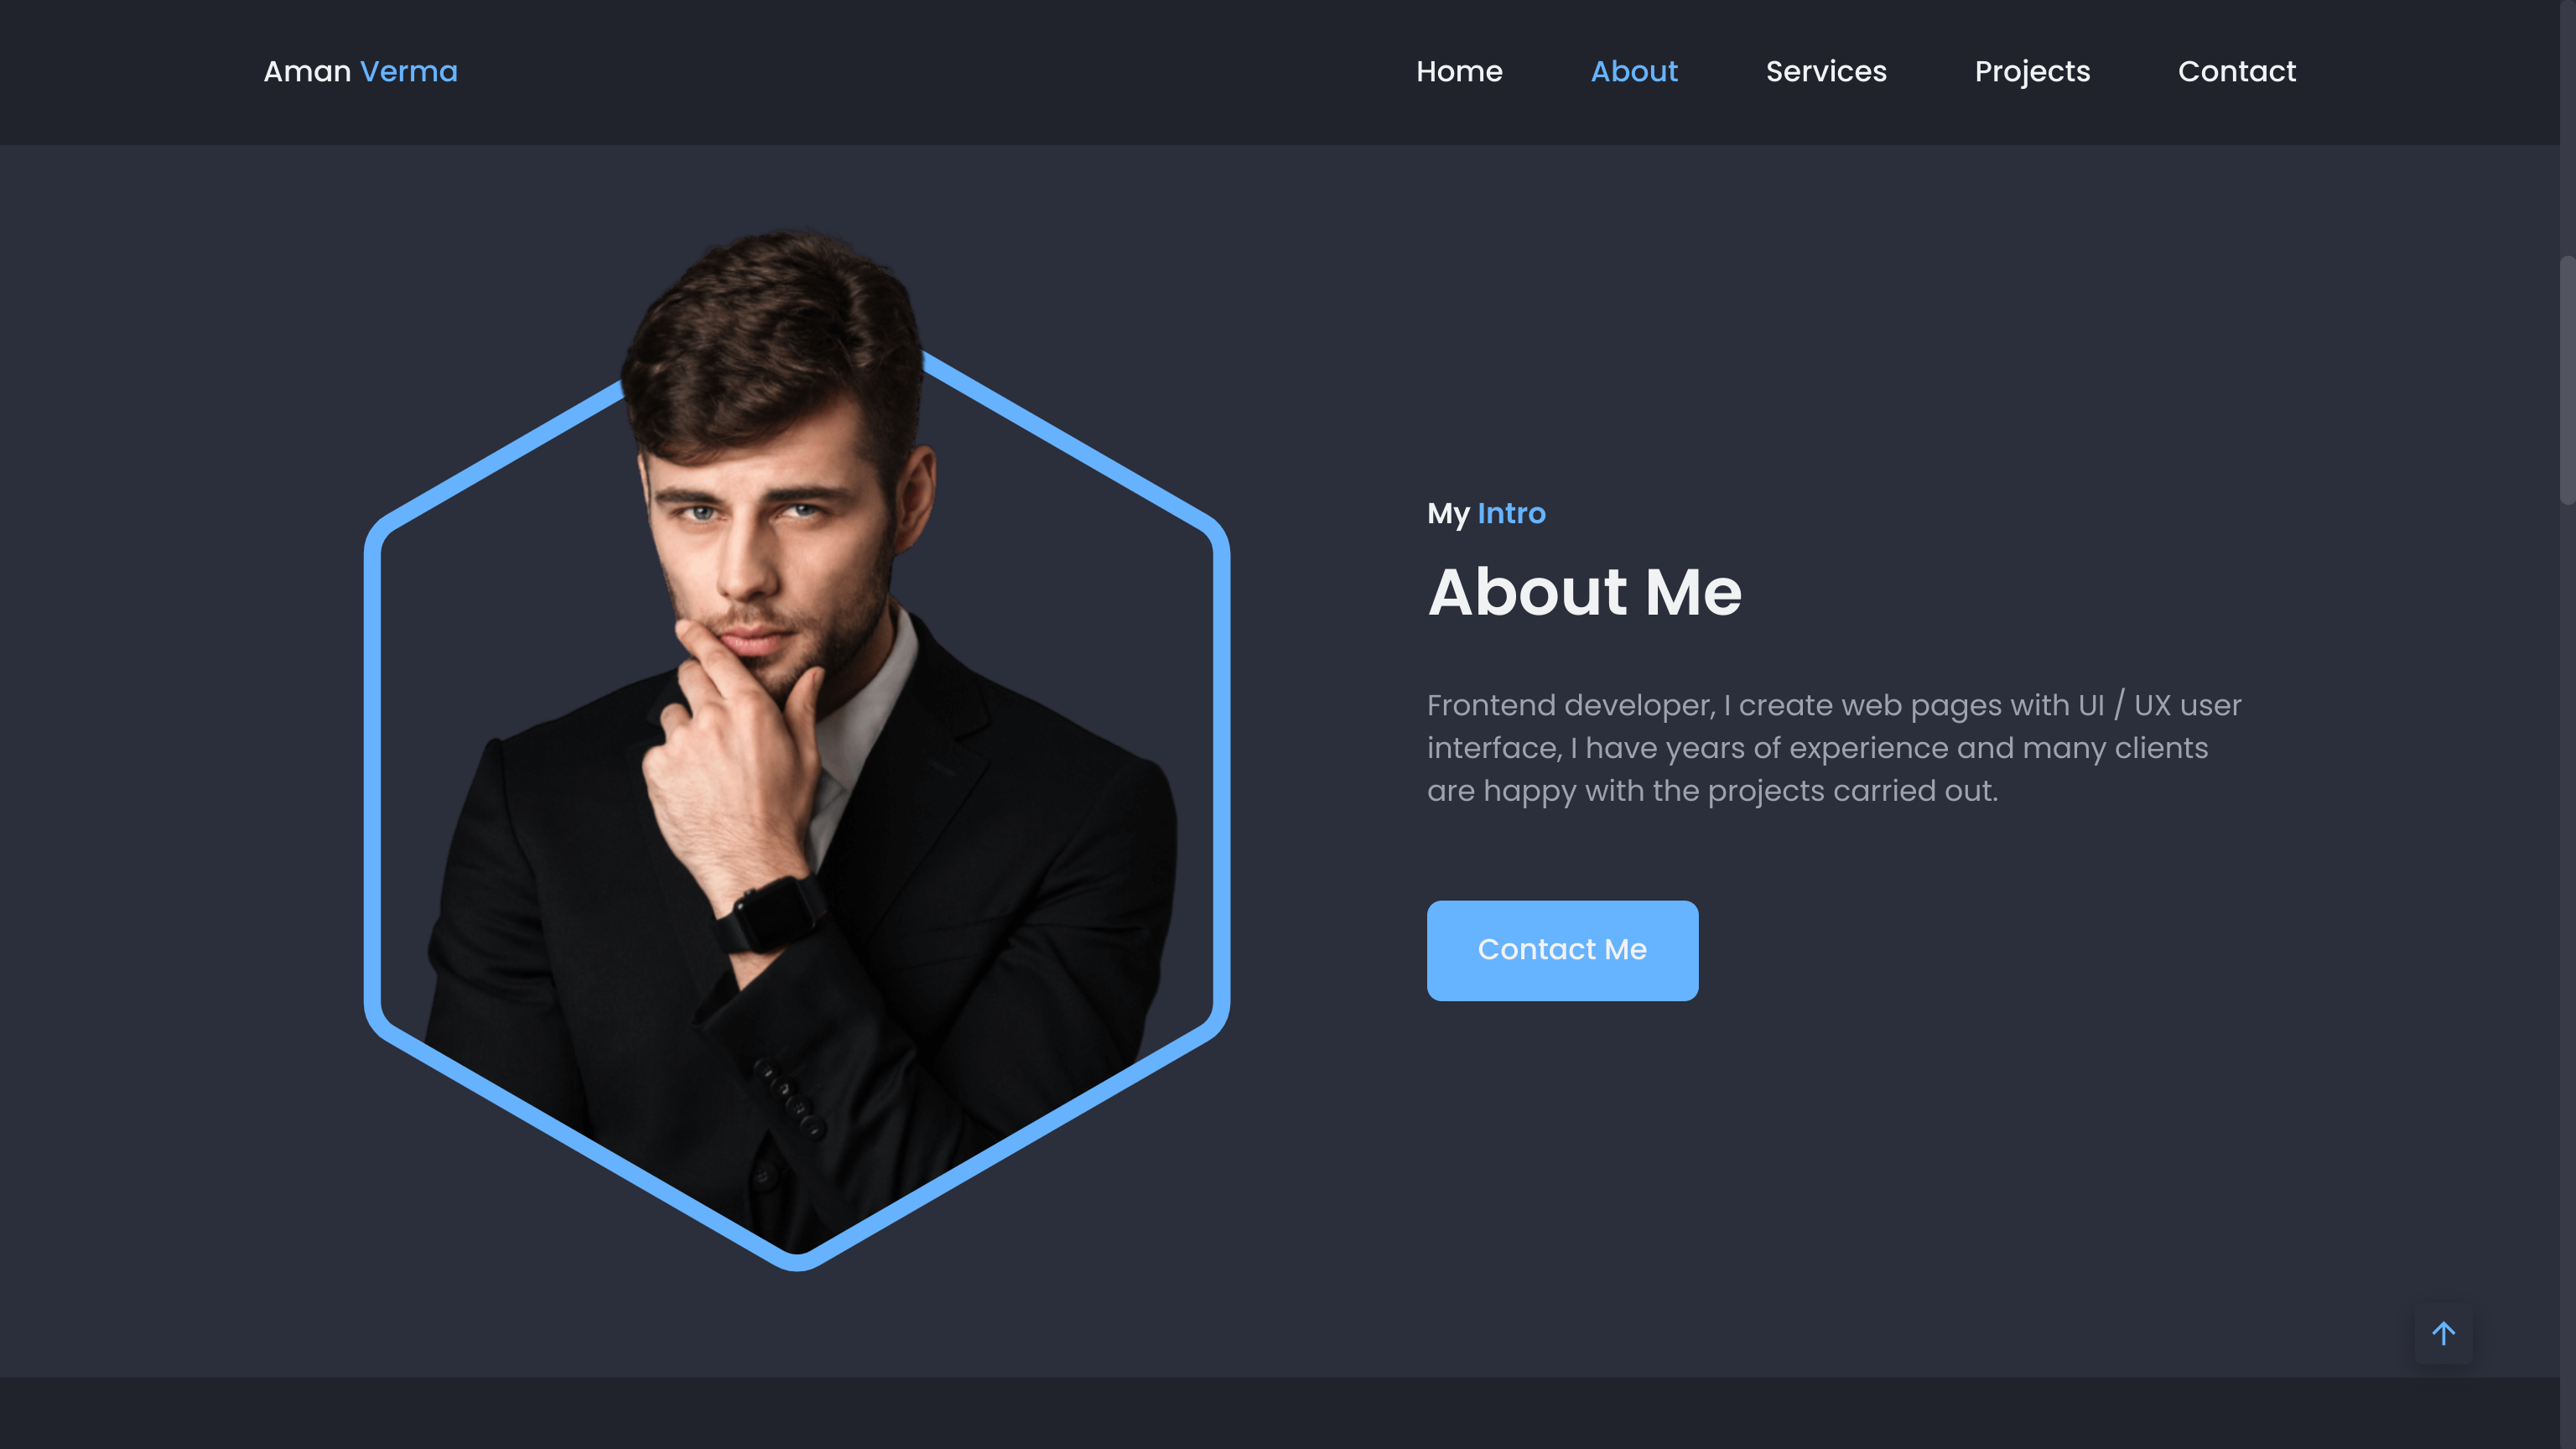 Aman Verma
Home
About
Services
Projects
Contact
My Intro
About Me
Frontend developer, I create web pages with UI / UX user
interface, I have years of experience and many clients
are happy with the projects carried out.
Contact Me